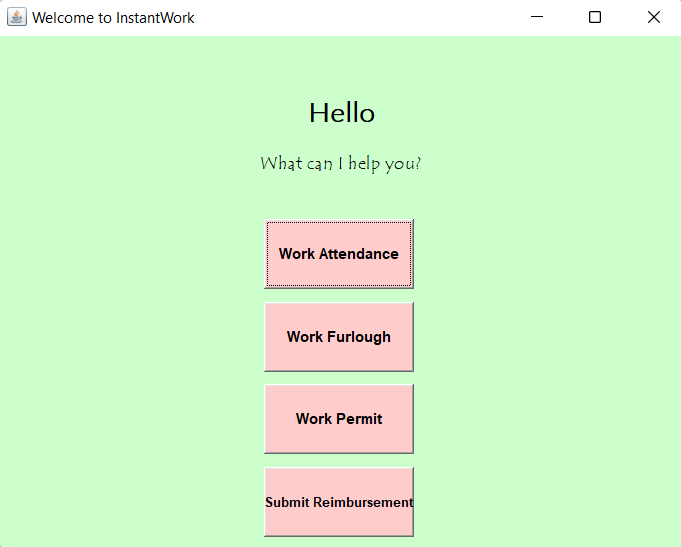 Welcome to InstantWork
Hello
What can I help you?
Work Attendance
Work Furlough
Work Permit
Submit Reimbursement